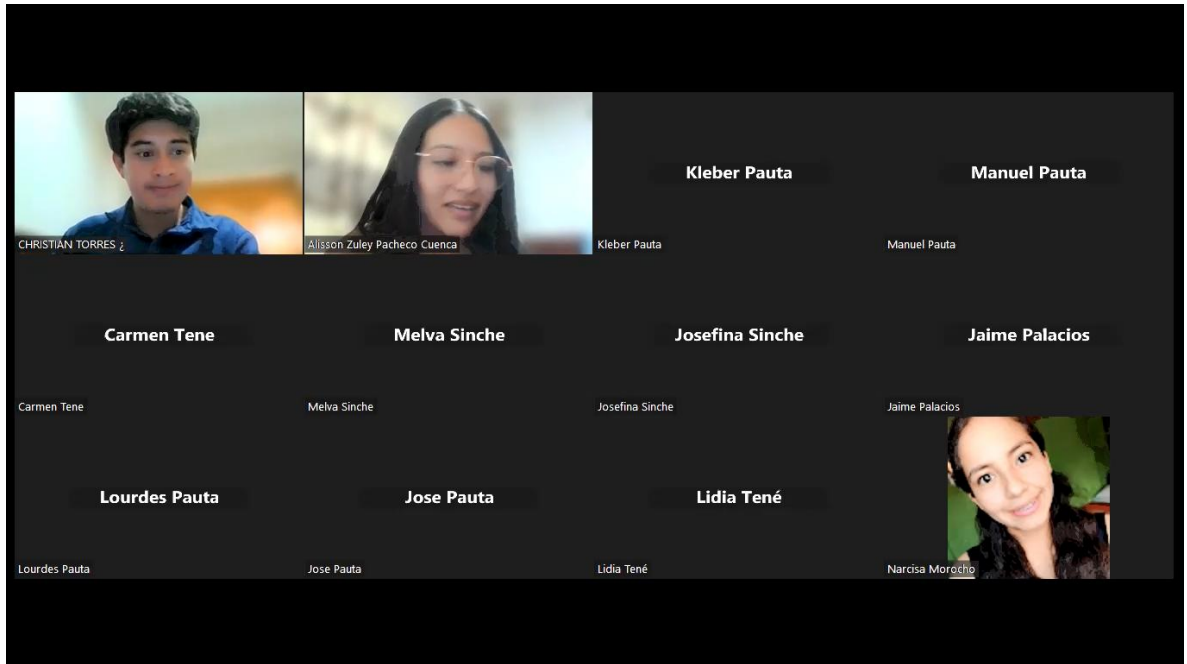 CHRISTIAN TORRES ¿
Alisson Zuley Pacheco Cuenca
Kleber Pauta
Kleber Pauta
Manuel Pauta
Manuel Pauta
Carmen Tene
Carmen Tene
Melva Sinche
Melva Sinche
Josefina Sinche
Josefina Sinche
Jaime Palacios
Jaime Palacios
Lourdes Pauta
Lourdes Pauta
Jose Pauta
Jose Pauta
Lidia Tené
Lidia Tené
Narcisa Morocho